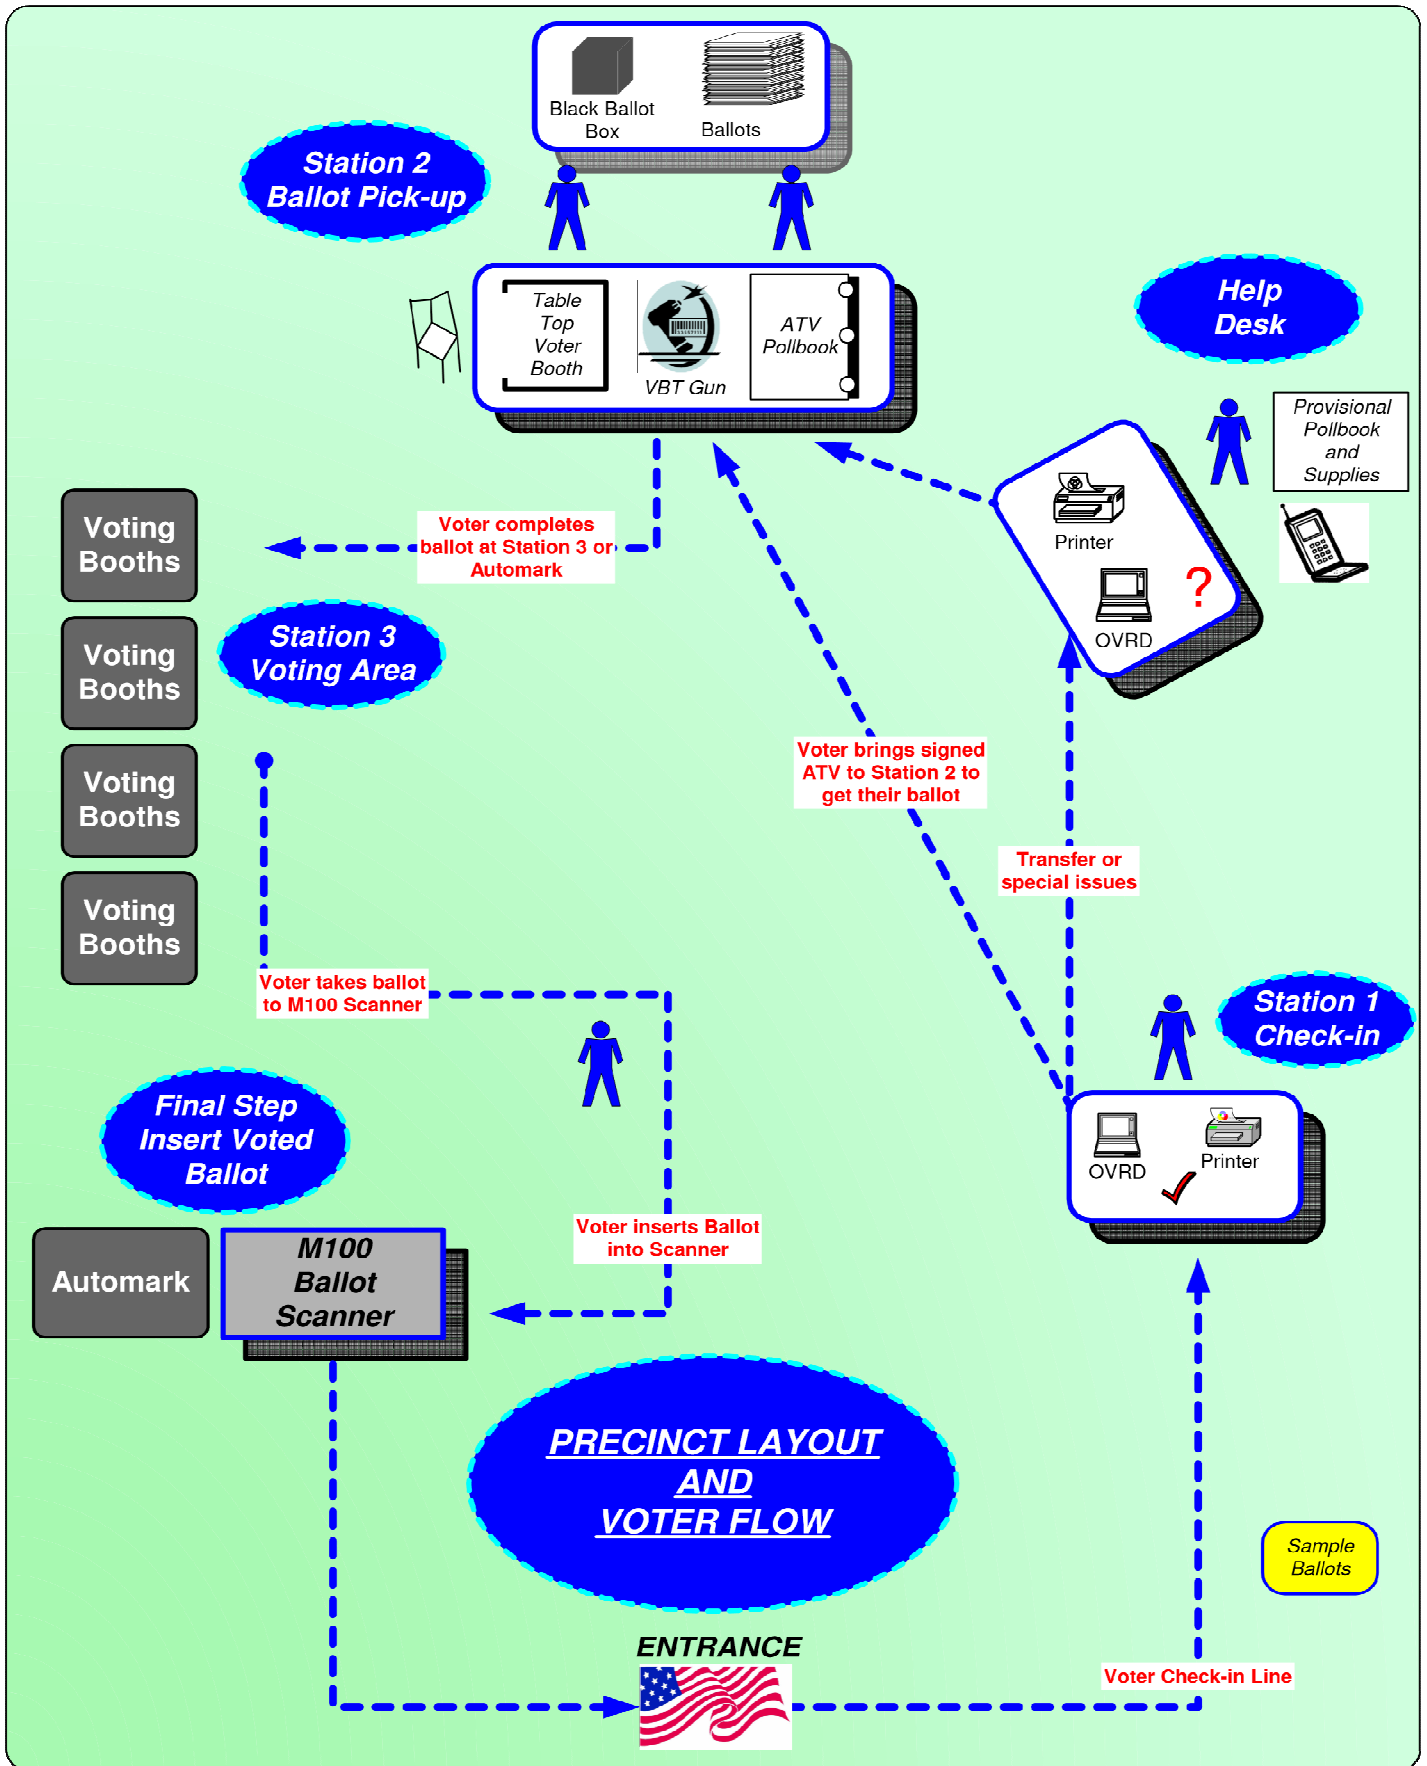 Black Ballot
Box
Ballots
Station 2
Ballot Pick-up
Table
Top
Voter
Booth
VBT Gun
ATV
Pollbook
Help
Desk
Provisional
Pollbook
and
Supplies
Printer
OVRD
?
Voting
Booths
Voter completes
ballot at Station 3 or
Automark
Voting
Booths
Station 3
Voting Area
Voting
Booths
Voter brings signed
ATV to Station 2 to
get their ballot
Transfer or
special issues
Voting
Booths
Voter takes ballot
to M100 Scanner
Station 1
Check-in
OVRD
Printer
Final Step
Insert Voted
Ballot
Voter inserts Ballot
into Scanner
Automark
M100
Ballot
Scanner
PRECINCT LAYOUT
AND
VOTER FLOW
Sample
Ballots
ENTRANCE
Voter Check-in Line